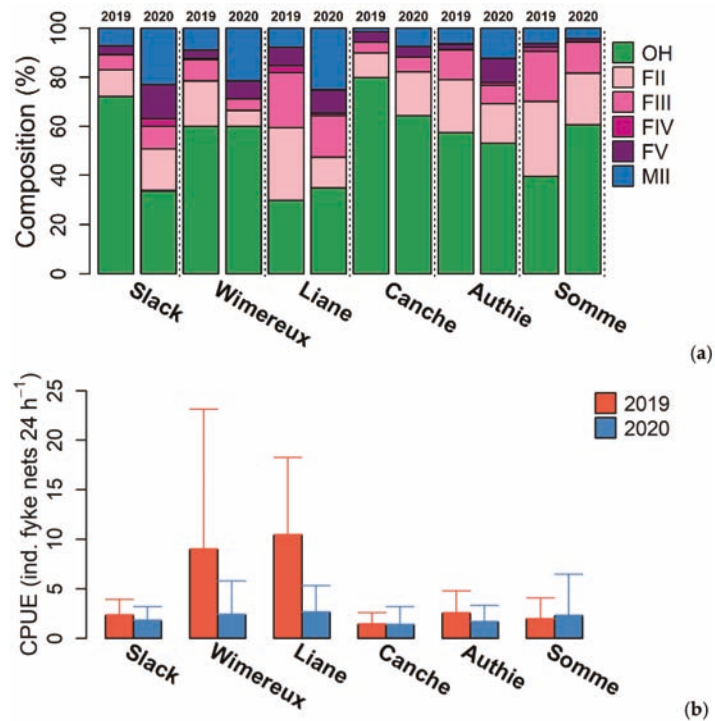 2019 2020 2019 2020 2019 2020 2019 2020 2019 2020 2019 2020
Composition (%)
100
80
60
40
20
0
OH
FII
FIII
FIV
FV
MII
Slack
Wimereux
Liane
Canche
Authie
Somme
(a)
CPUE (ind. fyke nets 24 h⁻¹)
25
20
15
10
5
0
2019
2020
Slack
Wimereux
Liane
Canche
Authie
Somme
(b)